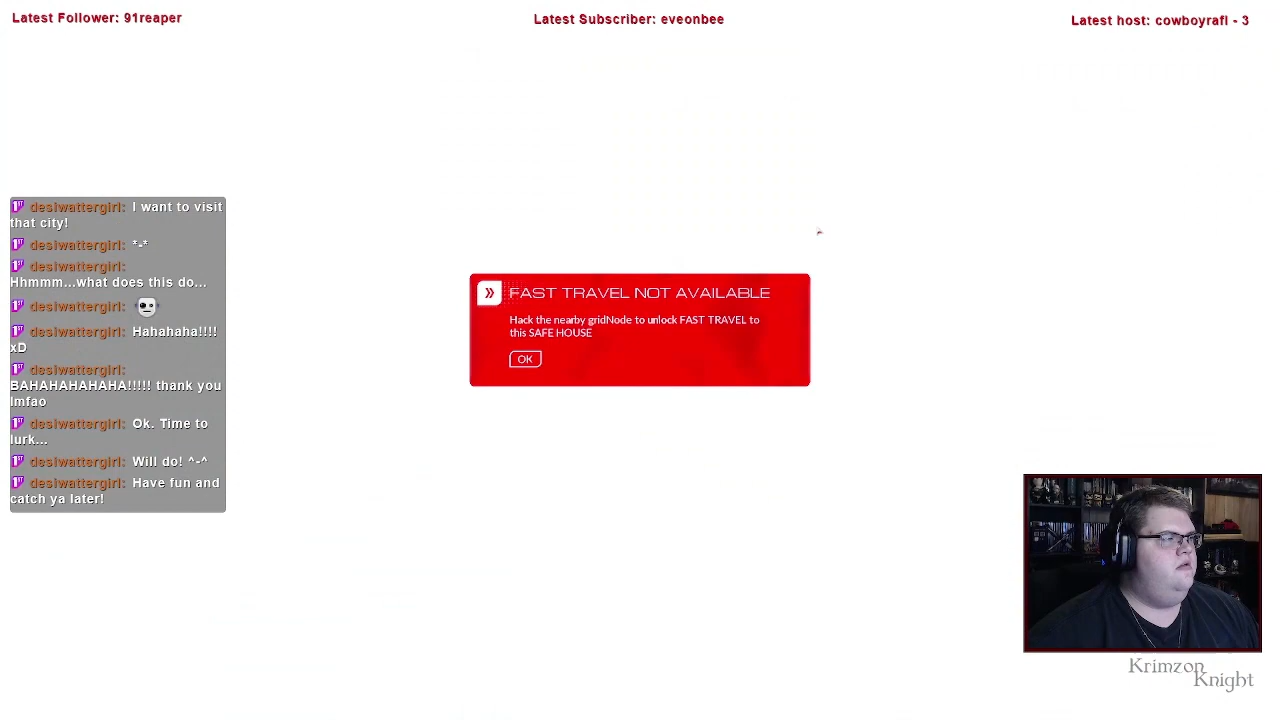 Latest Follower: 91reaper
Latest Subscriber: eveonbee
Latest host: cowboyrafl - 3
desiwattergirl: I want to visit
that city!
desiwattergirl: *-*
desiwattergirl:
Hhmmm...what does this do...
desiwattergirl:
desiwattergirl: Hahahaha!!!!
xD
desiwattergirl:
BAHAHAHAHAHA!!!!! thank you
lmfao
desiwattergirl: Ok. Time to
lurk...
desiwattergirl: Will do! ^-^
desiwattergirl: Have fun and
catch ya later!
FAST TRAVEL NOT AVAILABLE
Hack the nearby gridNode to unlock FAST TRAVEL to
this SAFE HOUSE
OK
Krimzon
Knight